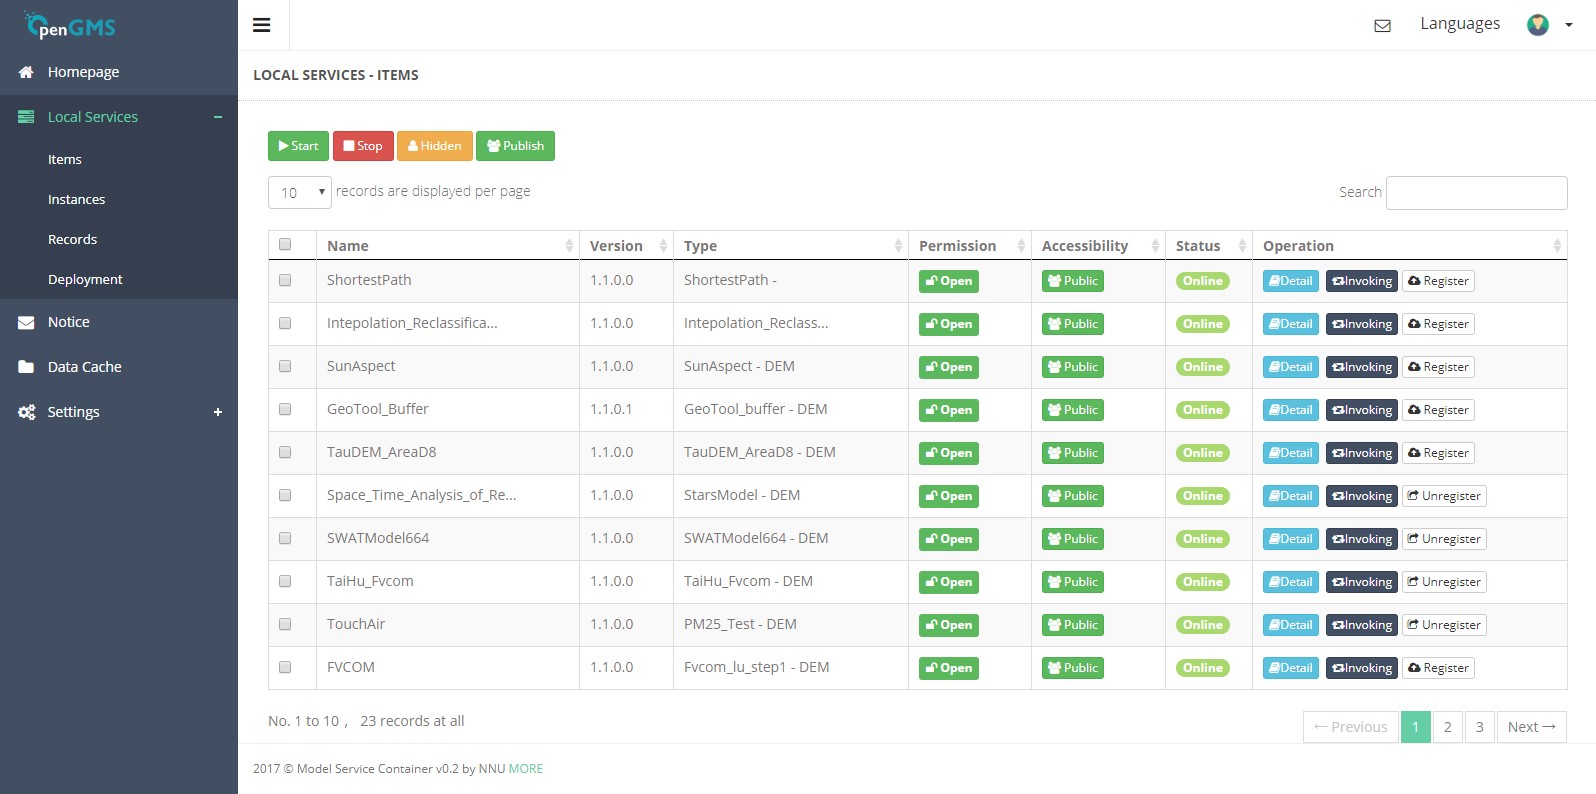 OpenGMS
Languages
Homepage
Local Services
Items
Instances
Records
Deployment
Notice
Data Cache
Settings
LOCAL SERVICES - ITEMS
Start Stop Hidden Publish
10 records are displayed per page Search
Name Version Type Permission Accessibility Status Operation
ShortestPath 1.1.0.0 ShortestPath - Open Public Online Detail Invoking Register
Intepolation_Reclassifica... 1.1.0.0 Intepolation_Reclass... Open Public Online Detail Invoking Register
SunAspect 1.1.0.0 SunAspect - DEM Open Public Online Detail Invoking Register
GeoTool_Buffer 1.1.0.1 GeoTool_buffer - DEM Open Public Online Detail Invoking Register
TauDEM_AreaD8 1.1.0.0 TauDEM_AreaD8 - DEM Open Public Online Detail Invoking Register
Space_Time_Analysis_of_Re... 1.1.0.0 StarsModel - DEM Open Public Online Detail Invoking Unregister
SWATModel664 1.1.0.0 SWATModel664 - DEM Open Public Online Detail Invoking Unregister
TaiHu_Fvcom 1.1.0.0 TaiHu_Fvcom - DEM Open Public Online Detail Invoking Unregister
TouchAir 1.1.0.0 PM25_Test - DEM Open Public Online Detail Invoking Unregister
FVCOM 1.1.0.0 Fvcom_lu_step1 - DEM Open Public Online Detail Invoking Register
No. 1 to 10 , 23 records at all ← Previous 1 2 3 Next →
2017 © Model Service Container v0.2 by NNU MORE